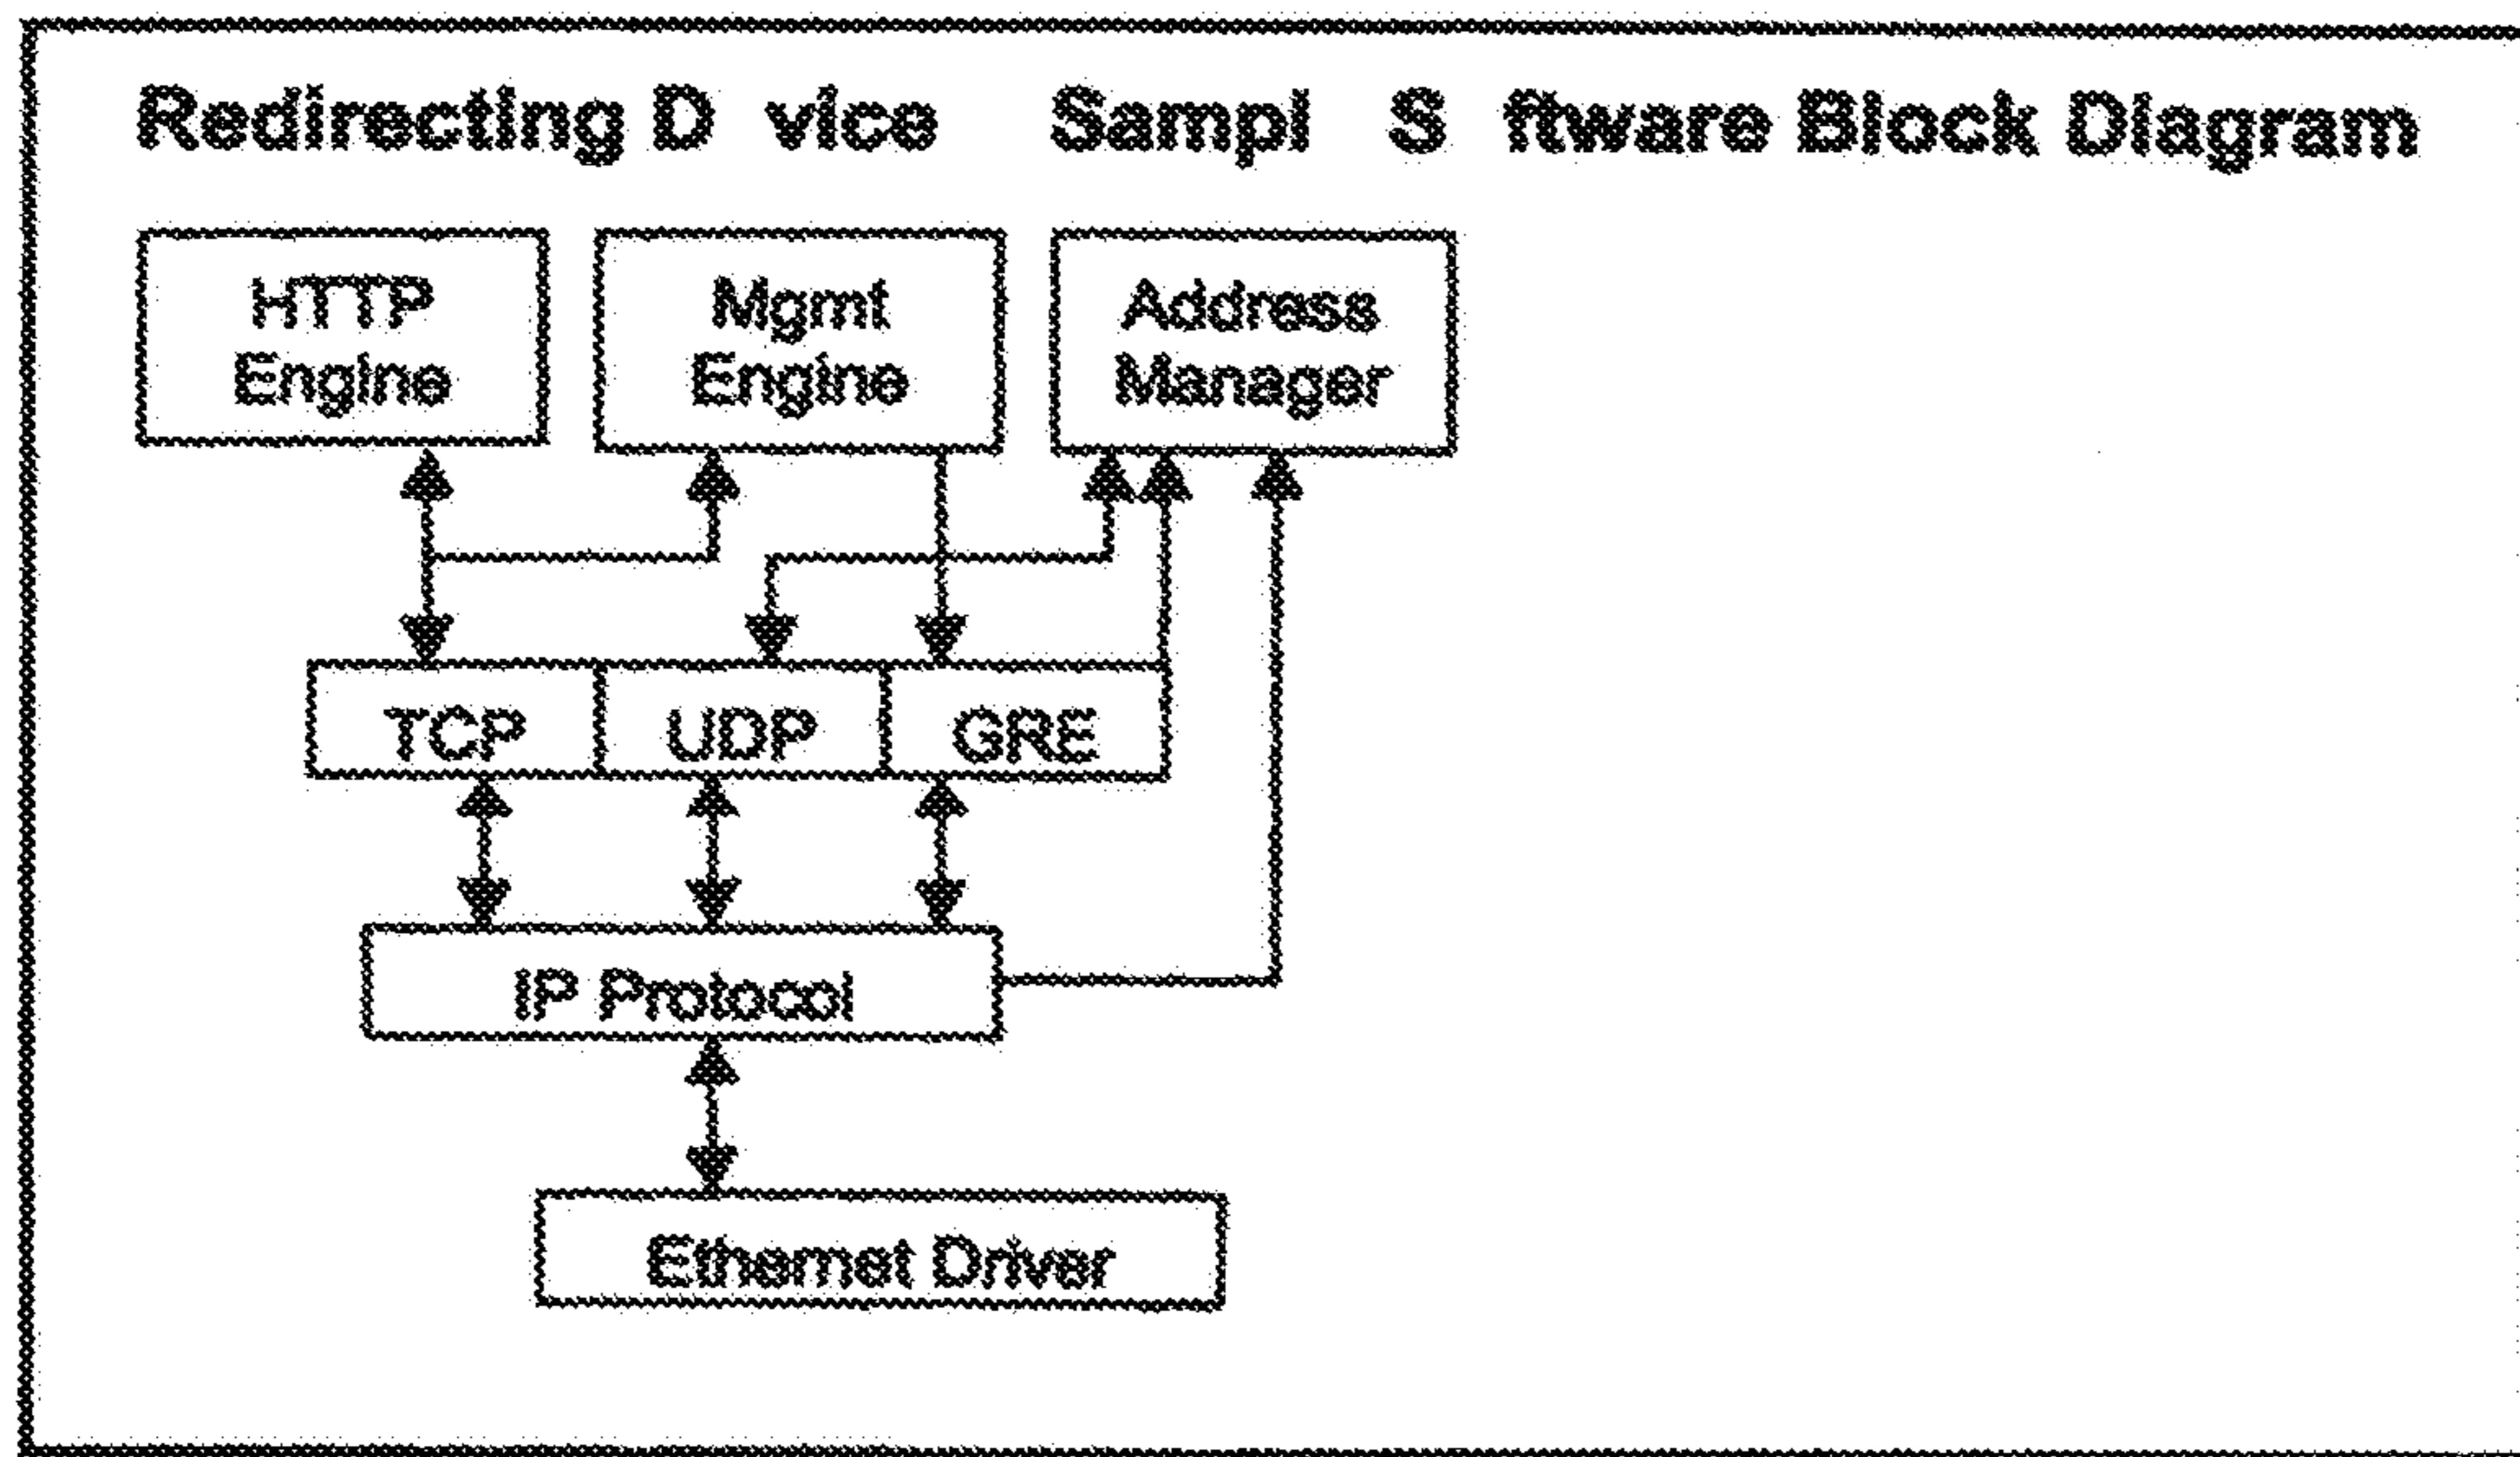 Redirecting D vice Sampl S ftware Block Diagram
HTTP
Engine
Mgmt
Engine
Address
Manager
TCP
UDP
GRE
IP Protocol
Ethernet Driver